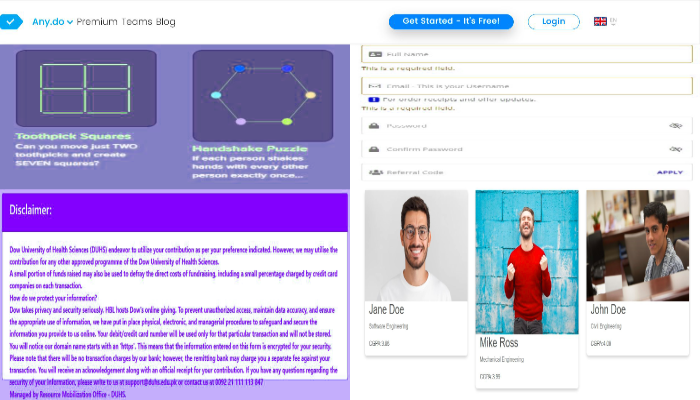 Any.do Premium Teams Blog
Get Started - It's Free!
Login
EN
Toothpick Squares
Can you move just TWO
toothpicks and create
SEVEN squares?
Handshake Puzzle
If each person shakes
hands with every other
person exactly once...
Disclaimer:
Dow University of Health Sciences (DUHS) endeavor to utilize your contribution as per your preference indicated. However, we may utilise the
contribution for any other approved programme of the Dow University of Health Sciences.
A small portion of funds raised may also be used to defray the direct costs of fundraising, including a small percentage charged by credit card
companies on each transaction.
How do we protect your information?
Dow takes privacy and security seriously. HBL hosts Dow's online giving. To prevent unauthorized access, maintain data accuracy, and ensure
the appropriate use of information, we have put in place physical, electronic, and managerial procedures to safeguard and secure the
information you provide to us online. Your debit/credit card number will be used only for that particular transaction and will not be stored.
You will notice our domain name starts with an 'https'. This means that the information entered on this form is encrypted for your security.
Please note that there will be no transaction charges by our bank; however, the remitting bank may charge you a separate fee against your
transaction. You will receive an acknowledgement along with an official receipt for your contribution. If you have any questions regarding the
security of your information, please write to us at support@duhs.edu.pk or contact us at 0092 21 111 113 847
Managed by Resource Mobilization Office - DUHS.
Full Name
This is a required field.
Email - This is your username
For order receipts and offer updates.
This is a required field.
Password
Confirm Password
Referral Code
APPLY
Jane Doe
Software Engineering
CGPA:3.88
Mike Ross
Mechanical Engineering
CGPA:3.99
John Doe
Civil Engineering
CGPA:4.00